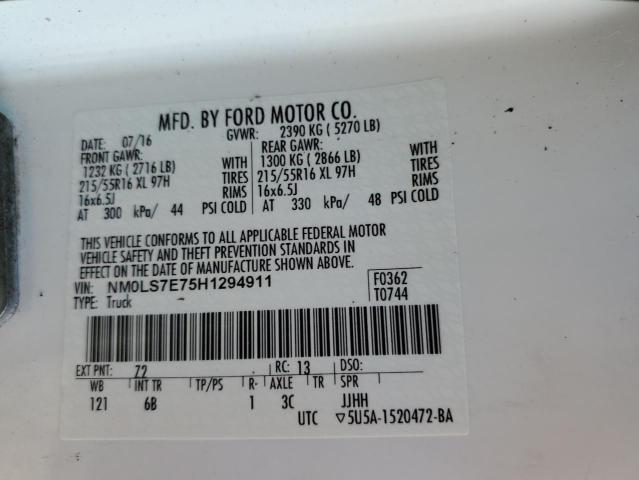 MFD. BY FORD MOTOR CO.
DATE: 07/16 GVWR: 2390 KG ( 5270 LB)
FRONT GAWR: REAR GAWR:
1232 KG ( 2716 LB) WITH 1300 KG ( 2866 LB) WITH
215/55R16 XL 97H TIRES 215/55R16 XL 97H TIRES
16x6.5J RIMS 16x6.5J RIMS
AT 300 kPa/ 44 PSI COLD AT 330 kPa/ 48 PSI COLD
THIS VEHICLE CONFORMS TO ALL APPLICABLE FEDERAL MOTOR
VEHICLE SAFETY AND THEFT PREVENTION STANDARDS IN
EFFECT ON THE DATE OF MANUFACTURE SHOWN ABOVE.
VIN: NM0LS7E75H1294911 F0362
TYPE: Truck T0744
EXT PNT: Z2 RC: 13 DSO:
WB INT TR TP/PS R- AXLE TR SPR
121 6B 1 3C JJHH
UTC ▽5U5A-1520472-BA